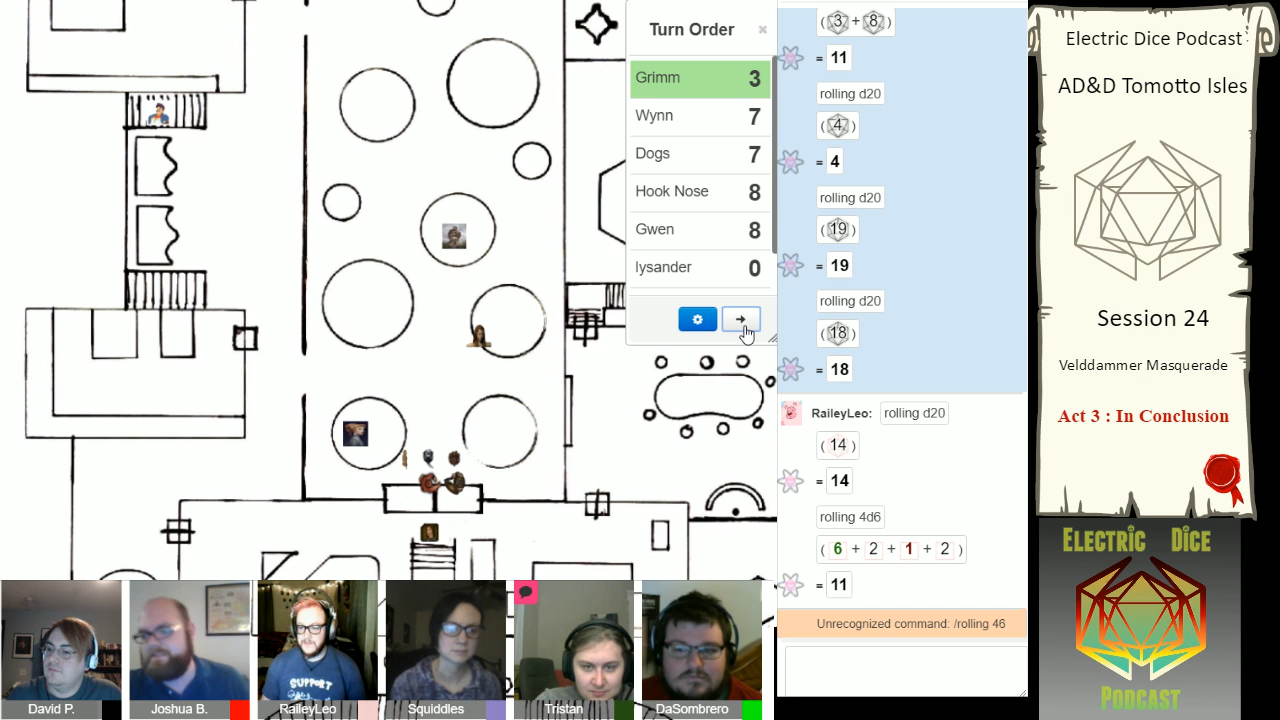 Turn Order ×
Grimm 3
Wynn 7
Dogs 7
Hook Nose 8
Gwen 8
lysander 0
( 3 + 8 )
= 11
rolling d20
( 4 )
= 4
rolling d20
( 19 )
= 19
rolling d20
( 18 )
= 18
RaileyLeo: rolling d20
( 14 )
= 14
rolling 4d6
( 6 + 2 + 1 + 2 )
= 11
Unrecognized command: /rolling 46
Electric Dice Podcast
AD&D Tomotto Isles
Session 24
Velddammer Masquerade
Act 3 : In Conclusion
Electric Dice
Podcast
SUPPORT
David P.
Joshua B.
RaileyLeo
Squiddles
Tristan
DaSombrero